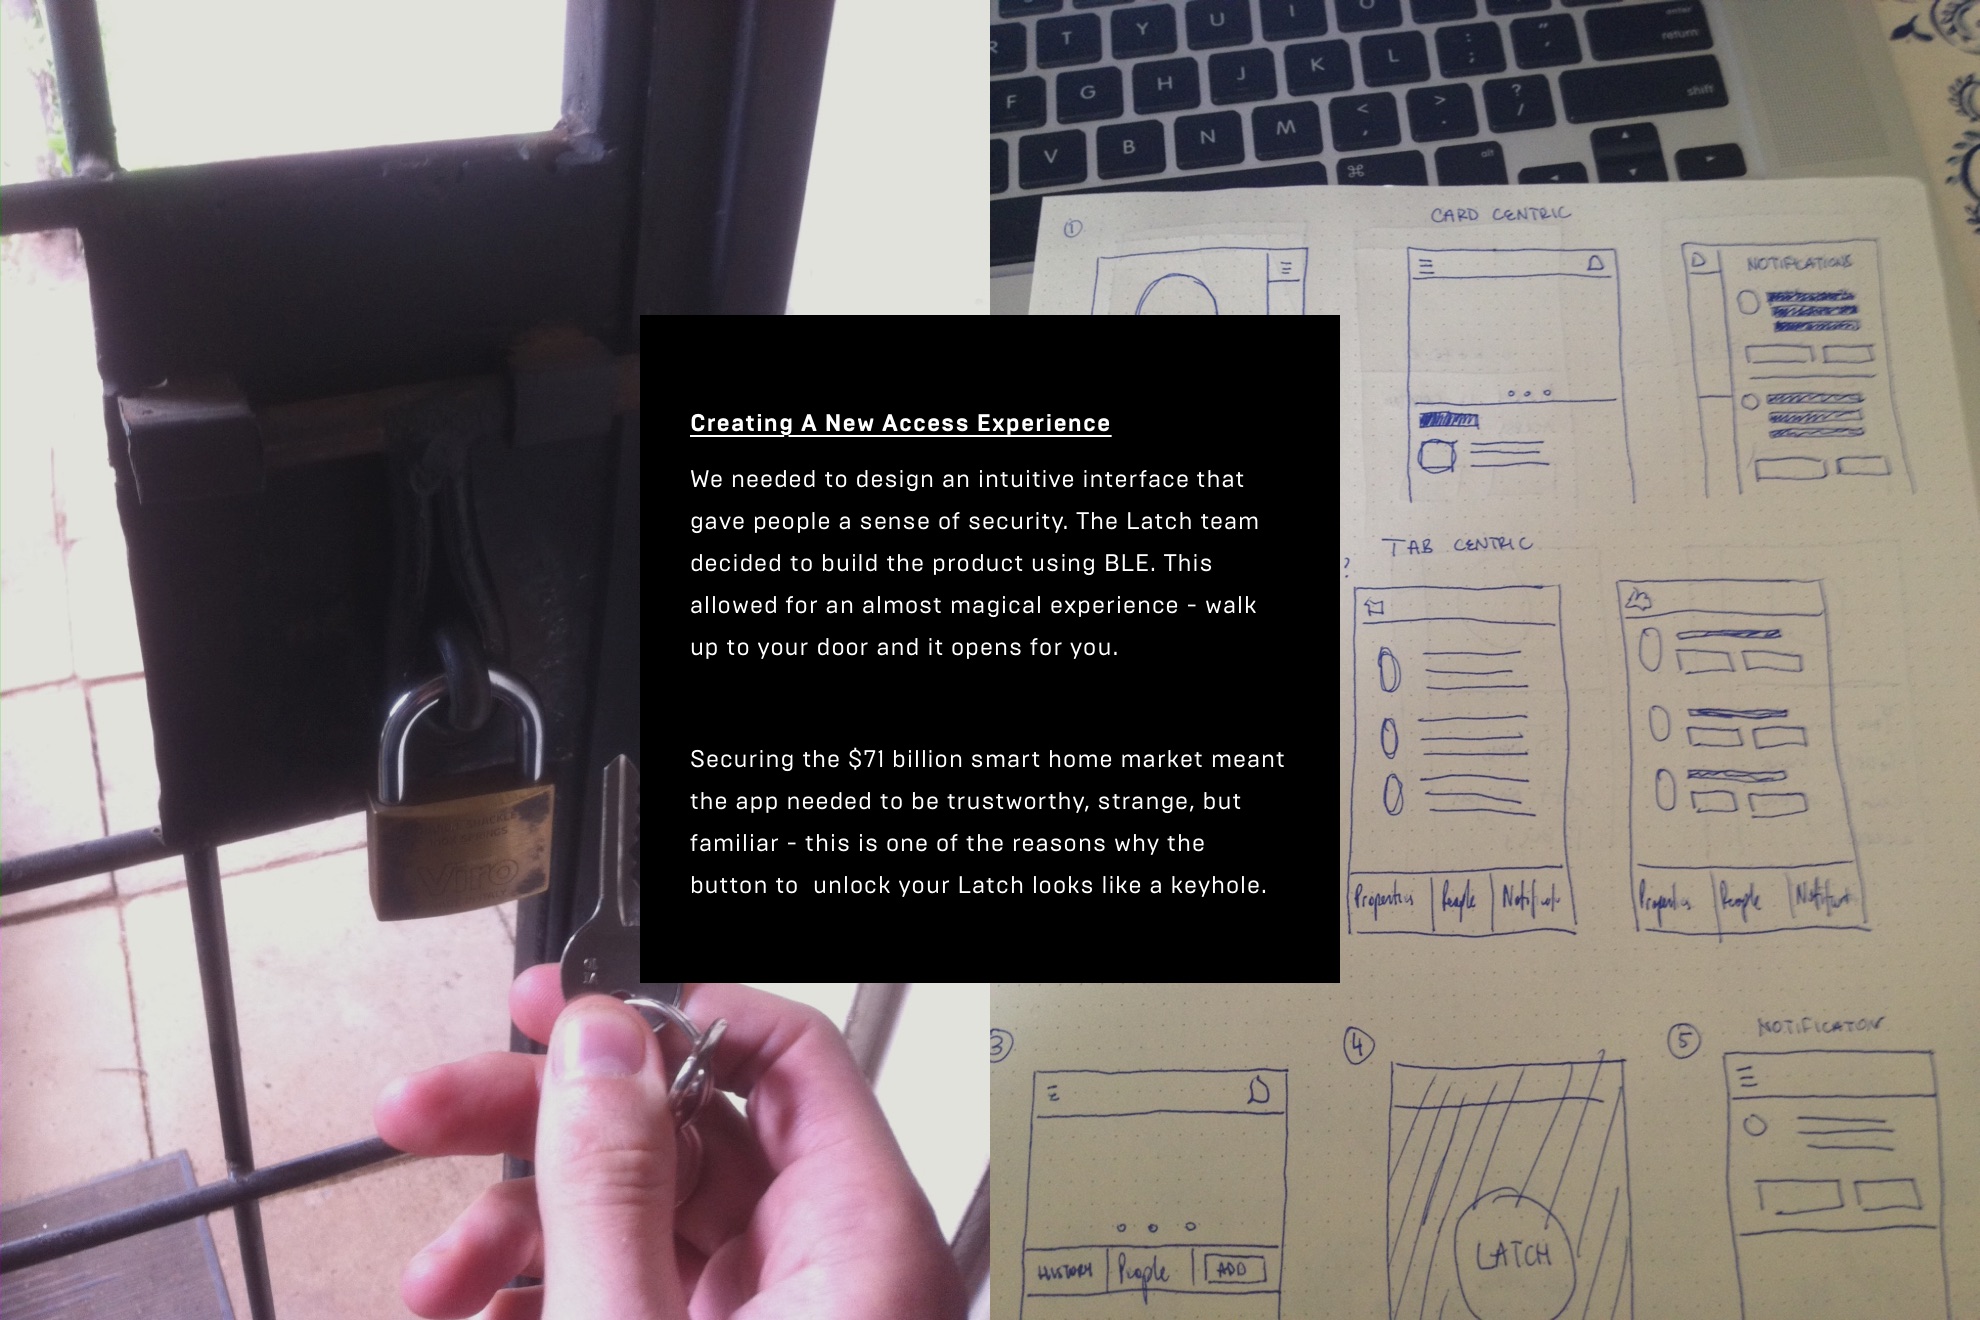 R T Y U I O enter
F G H J K L : ; " ' return
V B N M < , > . ? / shift
⌘ alt
① CARD CENTRIC
NOTIFICATIONS
Creating A New Access Experience
We needed to design an intuitive interface that
gave people a sense of security. The Latch team
decided to build the product using BLE. This
allowed for an almost magical experience - walk
up to your door and it opens for you.
Securing the $71 billion smart home market meant
the app needed to be trustworthy, strange, but
familiar - this is one of the reasons why the
button to unlock your Latch looks like a keyhole.
Viro
? TAB CENTRIC
Properties People
Properties People
3 4 5 NOTIFICATION
HISTORY People ADD
LATCH